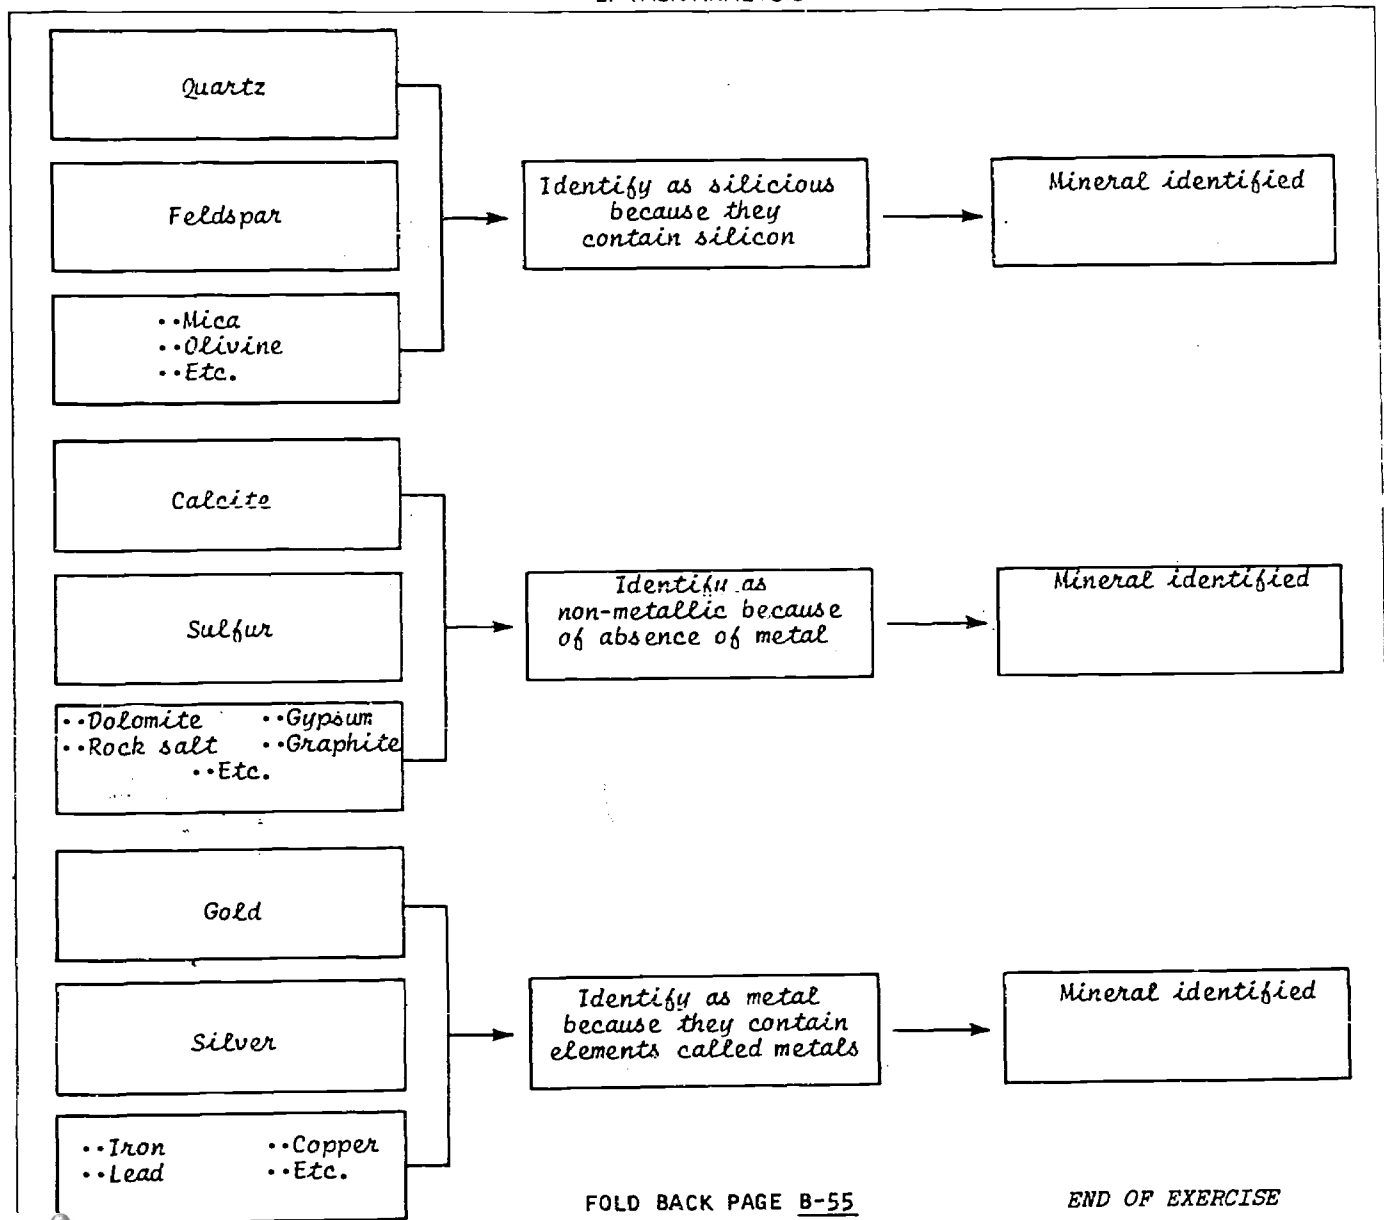 Quartz
Feldspar
••Mica
••Olivine
••Etc.
Identify as silicious
because they
contain silicon
Mineral identified
Calcite
Sulfur
••Dolomite ••Gypsum
••Rock salt ••Graphite
••Etc.
Identify as
non-metallic because
of absence of metal
Mineral identified
Gold
Silver
••Iron ••Copper
••Lead ••Etc.
Identify as metal
because they contain
elements called metals
Mineral identified
FOLD BACK PAGE B-55
END OF EXERCISE